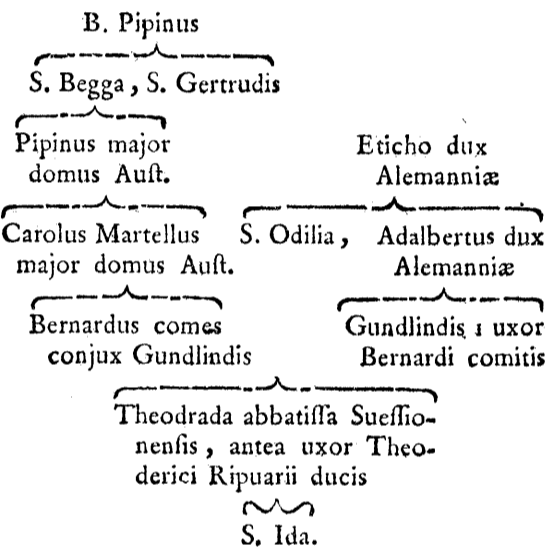 B. Pipinus
S. Begga, S. Gertrudis
Pipinus major
domus Auſt.
Eticho dux
Alemanniæ
Carolus Martellus
major domus Auſt.
S. Odilia, Adalbertus dux
Alemanniæ
Bernardus comes
conjux Gundlindis
Gundlindis 1 uxor
Bernardi comitis
Theodrada abbatiſſa Sueſſio-
nenſis, antea uxor Theo-
derici Ripuarii ducis
S. Ida.